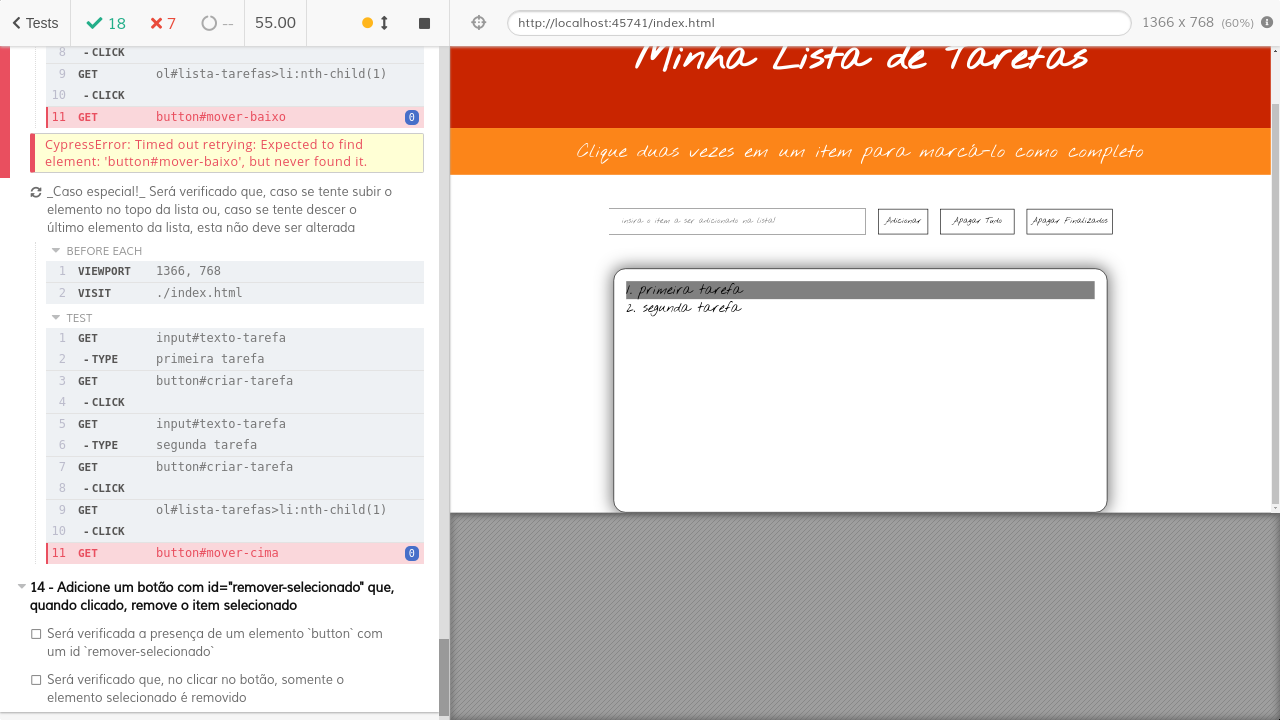 Tests
18
7
--
55.00
http://localhost:45741/index.html
1366 x 768 (60%)
8 - CLICK
9 GET ol#lista-tarefas>li:nth-child(1)
10 - CLICK
11 GET button#mover-baixo 0
CypressError: Timed out retrying: Expected to find
element: 'button#mover-baixo', but never found it.
_Caso especial!_ Será verificado que, caso se tente subir o
elemento no topo da lista ou, caso se tente descer o
último elemento da lista, esta não deve ser alterada
BEFORE EACH
1 VIEWPORT 1366, 768
2 VISIT ./index.html
TEST
1 GET input#texto-tarefa
2 - TYPE primeira tarefa
3 GET button#criar-tarefa
4 - CLICK
5 GET input#texto-tarefa
6 - TYPE segunda tarefa
7 GET button#criar-tarefa
8 - CLICK
9 GET ol#lista-tarefas>li:nth-child(1)
10 - CLICK
11 GET button#mover-cima 0
14 - Adicione um botão com id="remover-selecionado" que,
quando clicado, remove o item selecionado
Será verificada a presença de um elemento `button` com
um id `remover-selecionado`
Será verificado que, no clicar no botão, somente o
elemento selecionado é removido
Minha Lista de Tarefas
Clique duas vezes em um item para marcá-lo como completo
insira o item a ser adicionado na lista!
Adicionar
Apagar Tudo
Apagar Finalizados
1. primeira tarefa
2. segunda tarefa